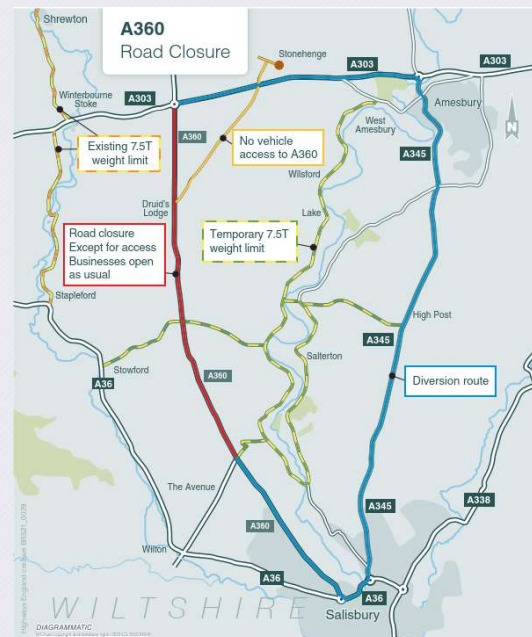 A360
Road Closure
Shrewton
Stonehenge
A303
A303
A303
Winterbourne
Stoke
Amesbury
West
Amesbury
A345
N
A360
Existing 7.5T
weight limit
No vehicle
access to A360
Wilsford
Druid's
Lodge
Lake
Road closure
Except for access
Businesses open
as usual
Temporary 7.5T
weight limit
Stapleford
High Post
A345
Salterton
Stowford
A36
A360
Diversion route
The Avenue
A345
A338
A360
Wilton
A36
A36
WILTSHIRE
Salisbury
DIAGRAMMATIC